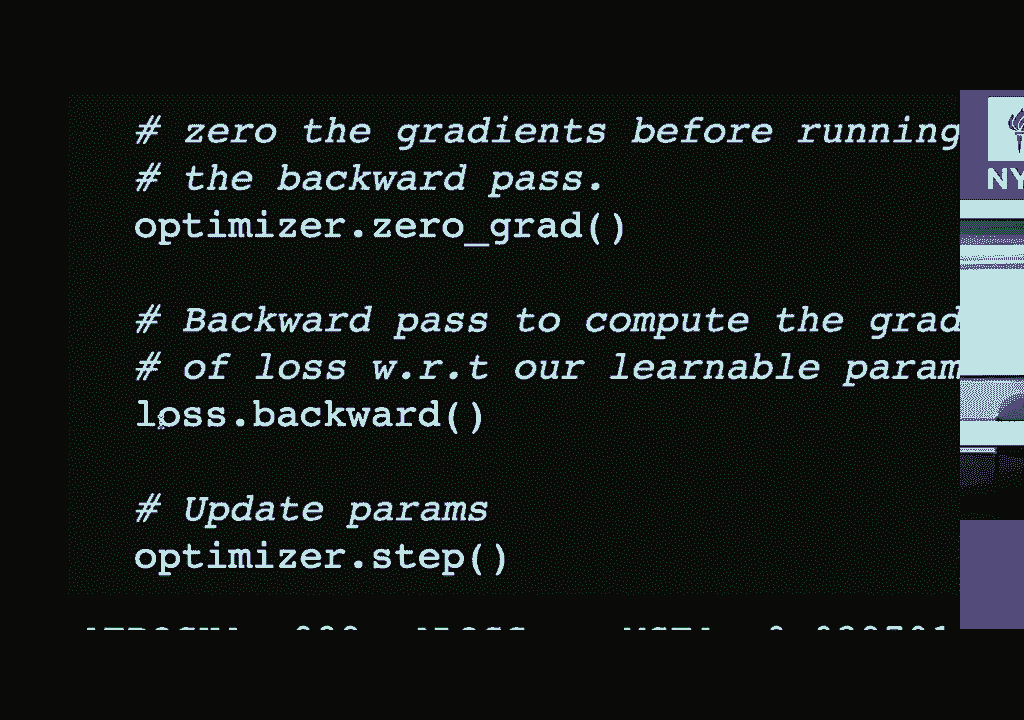 # zero the gradients before running
# the backward pass.
optimizer.zero_grad()
# Backward pass to compute the grad
# of loss w.r.t our learnable param
loss.backward()
# Update params
optimizer.step()
NY